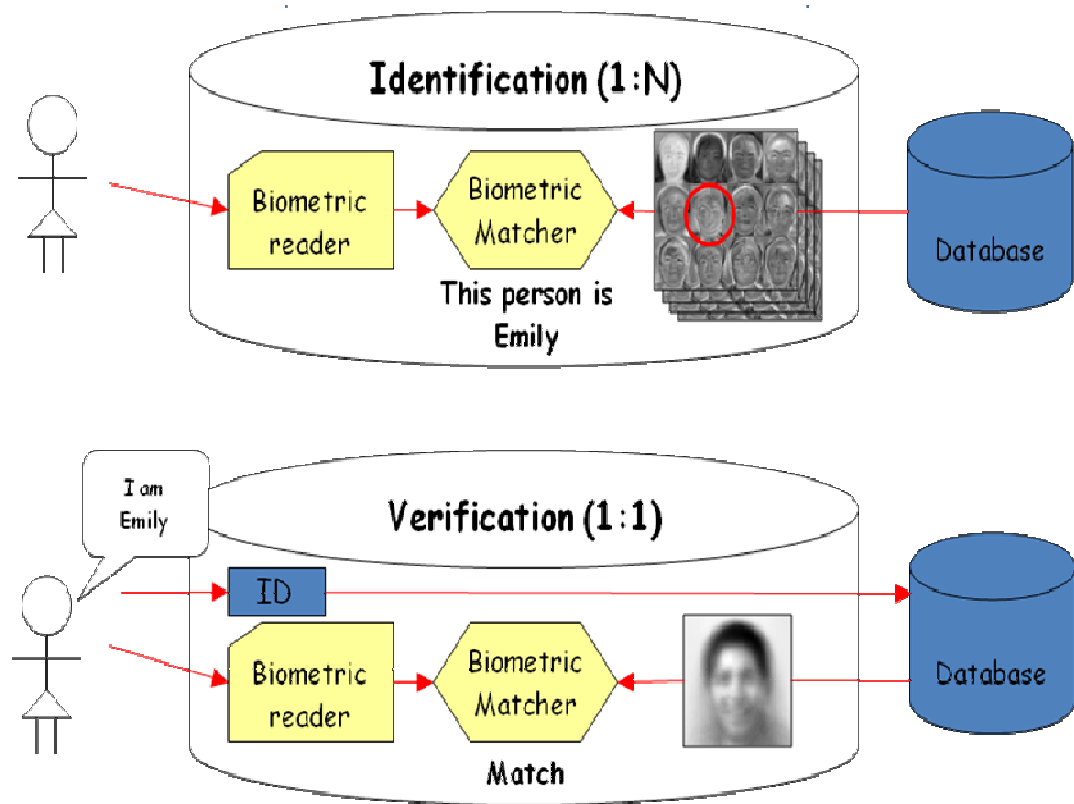 Identification (1:N)
Biometric
reader
Biometric
Matcher
This person is
Emily
Database
I am
Emily
Verification (1:1)
ID
Biometric
reader
Biometric
Matcher
Match
Database